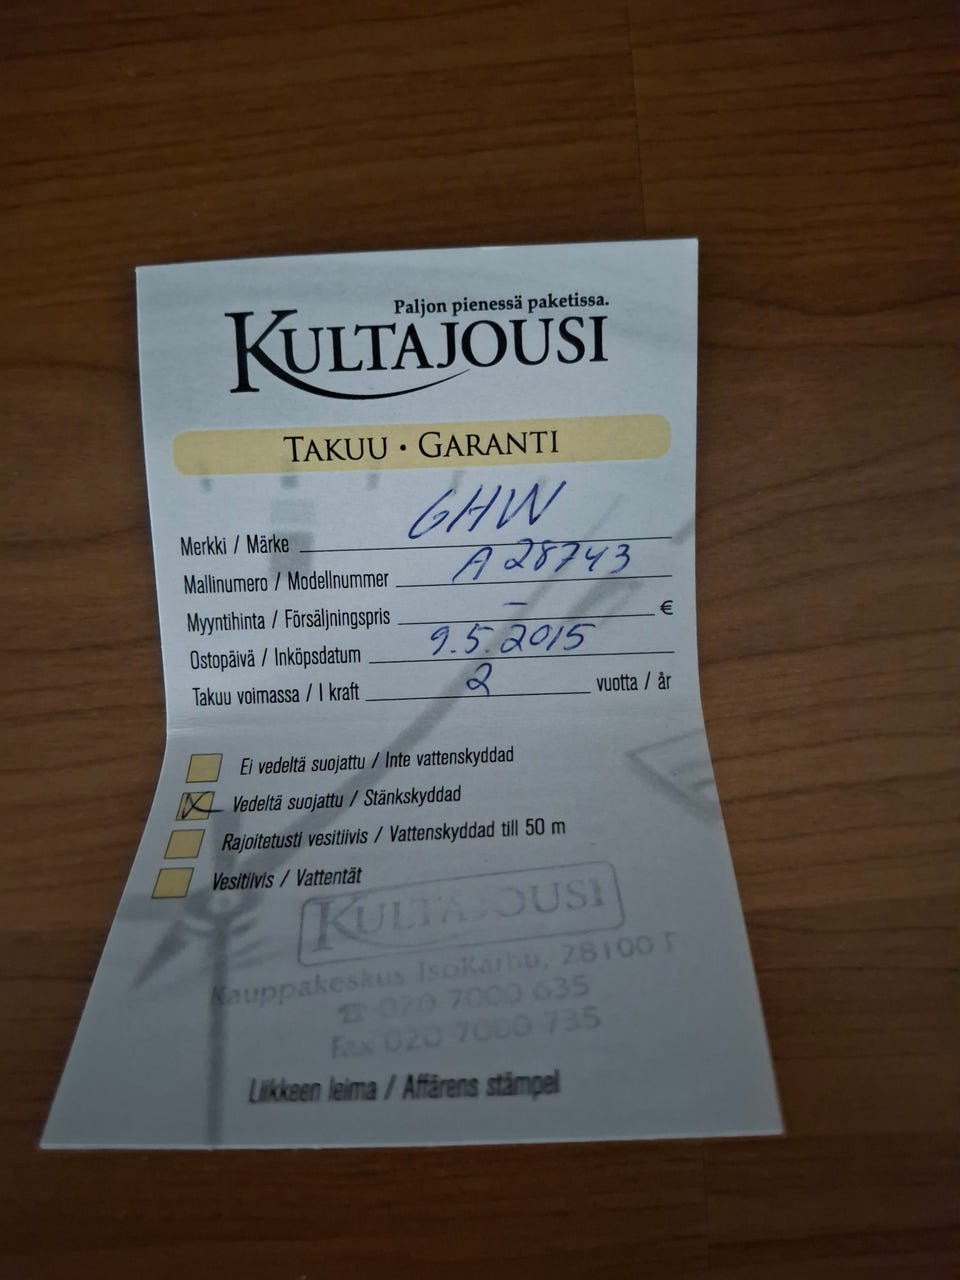 Paljon pienessä paketissa.
KULTAJOUSI
TAKUU · GARANTI
Merkki / Märke GHW
Mallinumero / Modellnummer A 28743
Myyntihinta / Försäljningspris – €
Ostopäivä / Inköpsdatum 9.5.2015
Takuu voimassa / I kraft 2 vuotta / år
Ei vedeltä suojattu / Inte vattenskyddad
Vedeltä suojattu / Stänkskyddad
Rajoitetusti vesitiivis / Vattenskyddad till 50 m
Vesitiivis / Vattentät
KULTAJOUSI
Kauppakeskus IsoKarhu, 28100
☎ 020 7000 635
Fax 020 7000 735
Liikkeen leima / Affärens stämpel